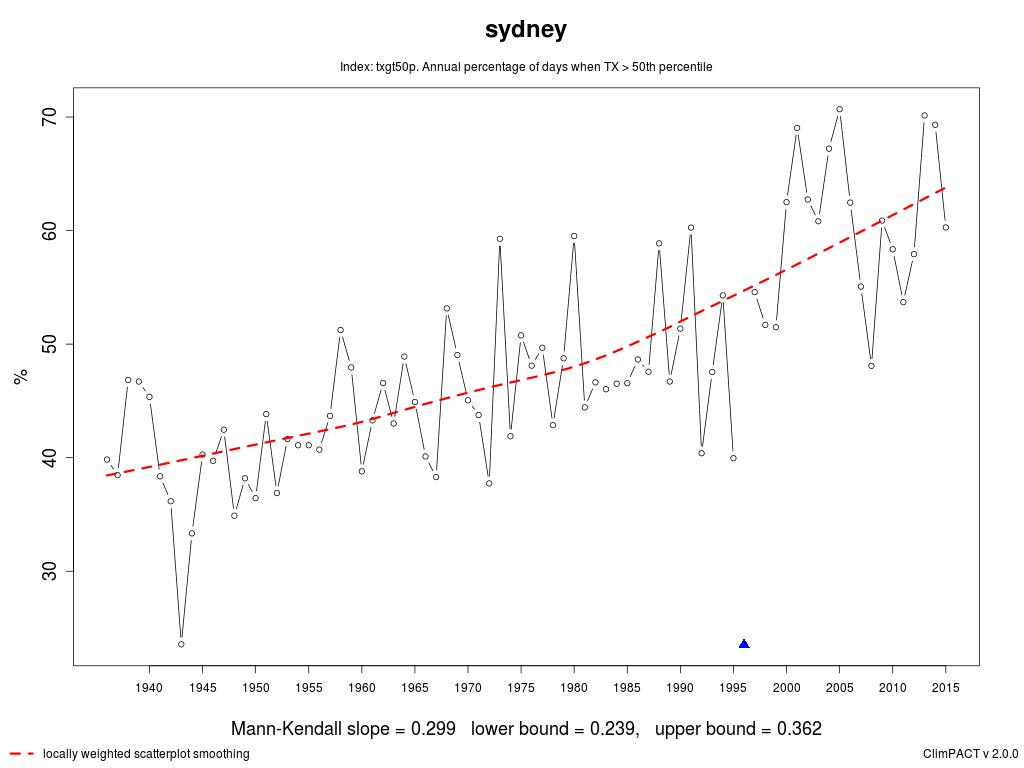 sydney
Index: txgt50p. Annual percentage of days when TX > 50th percentile
70
60
50
40
30
%
1940 1945 1950 1955 1960 1965 1970 1975 1980 1985 1990 1995 2000 2005 2010 2015
Mann-Kendall slope = 0.299 lower bound = 0.239, upper bound = 0.362
locally weighted scatterplot smoothing
ClimPACT v 2.0.0